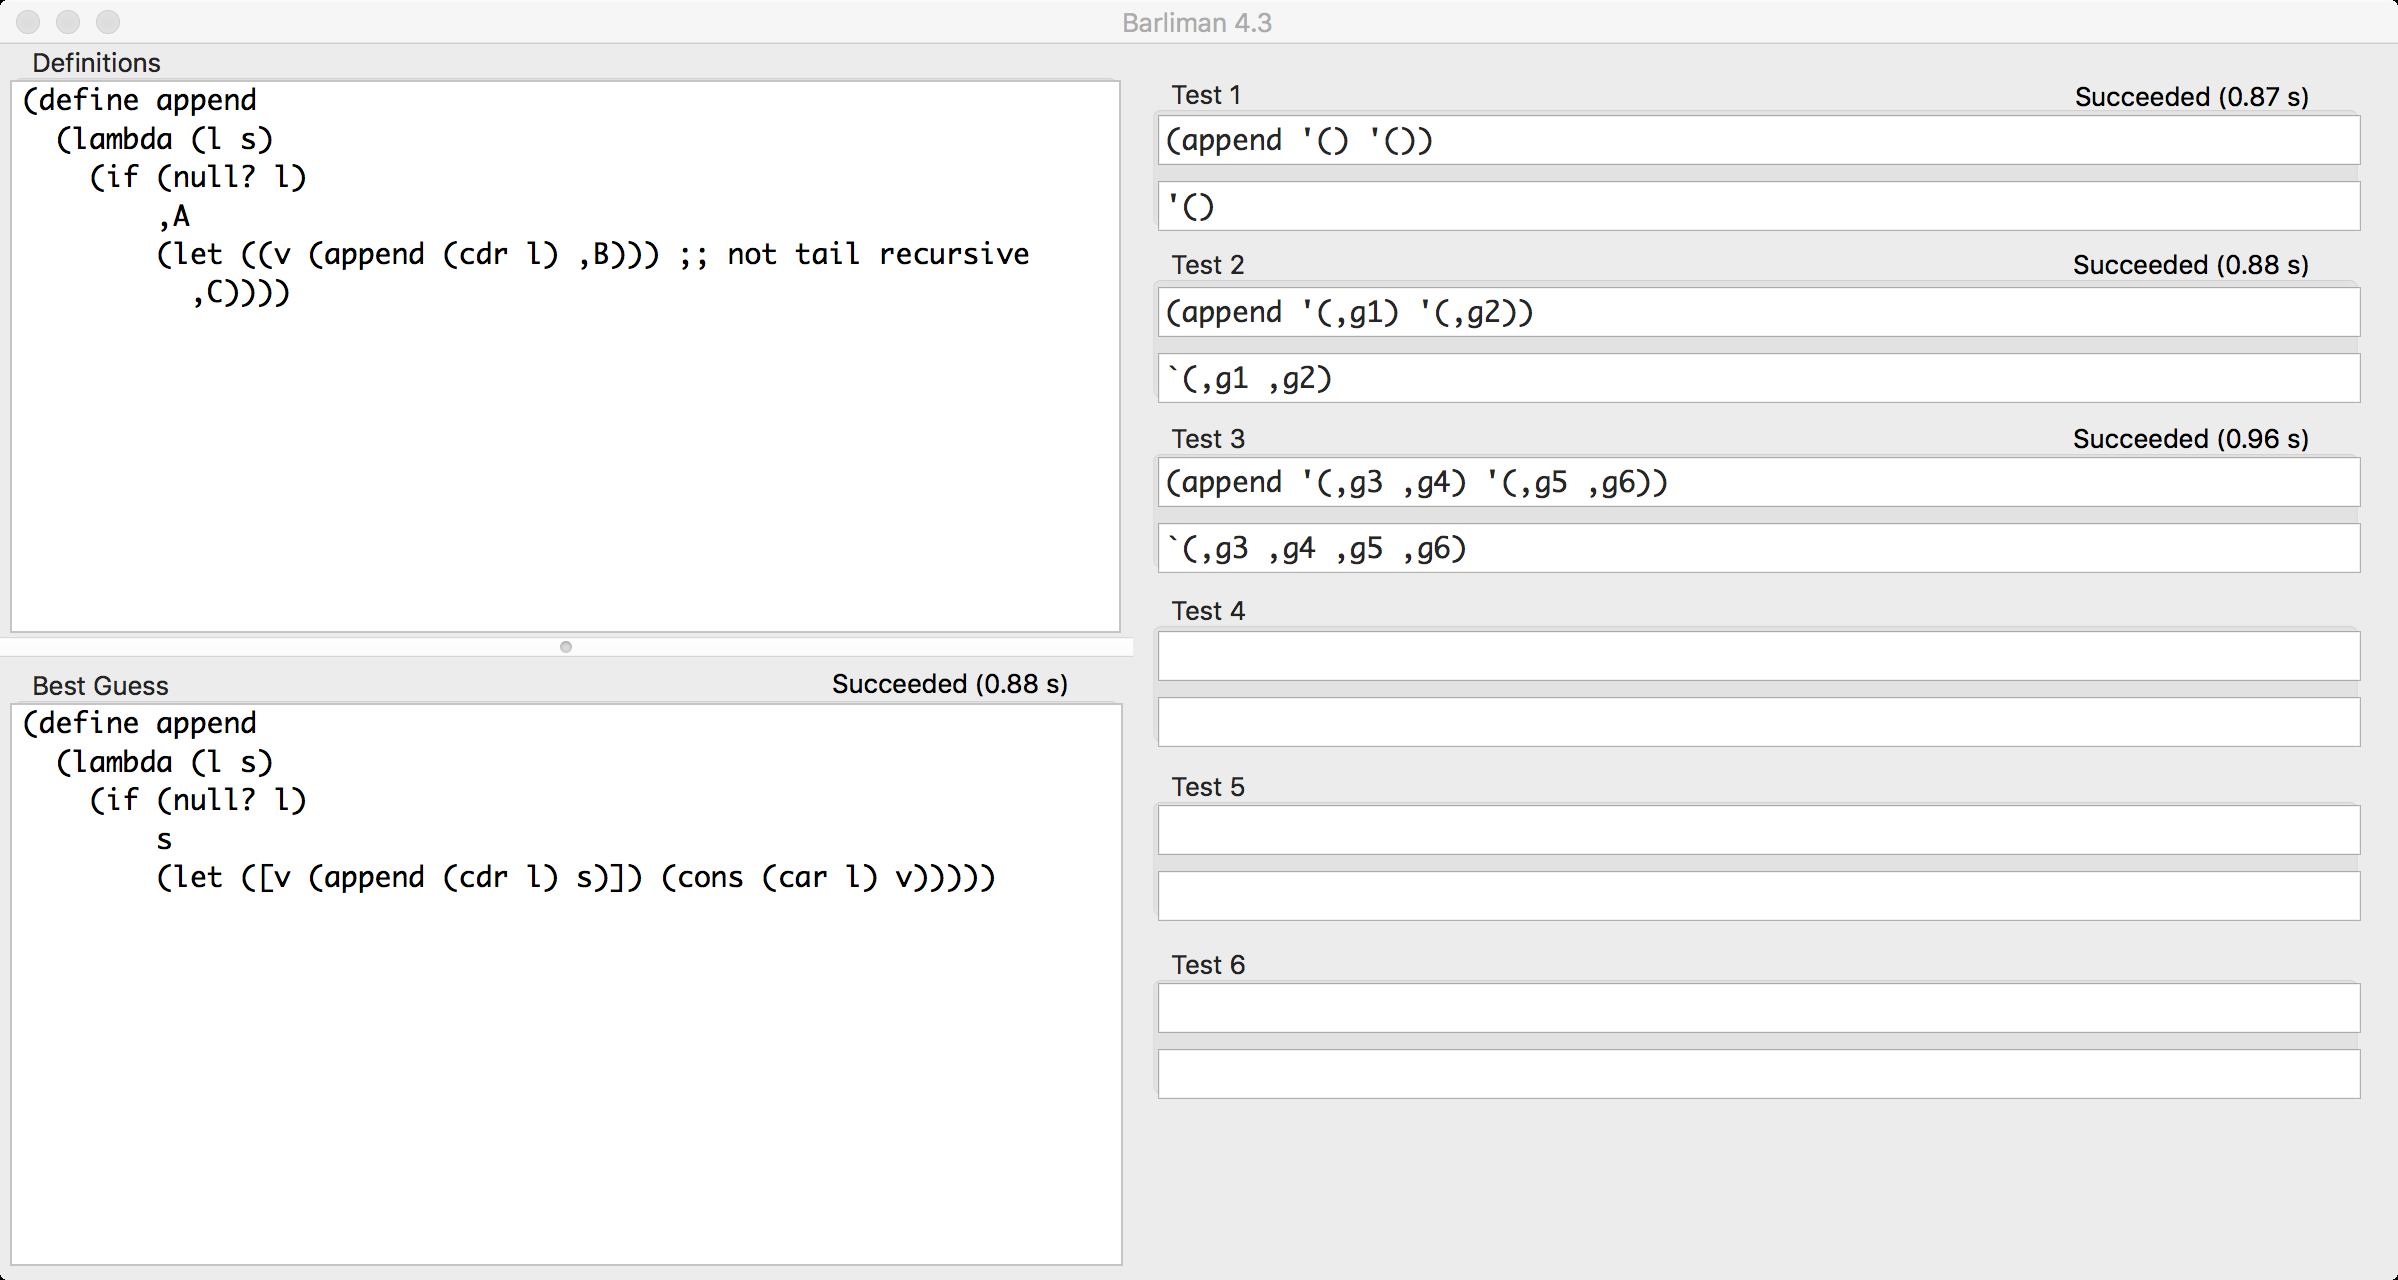 Barliman 4.3
Definitions
(define append
  (lambda (l s)
    (if (null? l)
        ,A
        (let ((v (append (cdr l) ,B))) ;; not tail recursive
          ,C))))
Best Guess Succeeded (0.88 s)
(define append
  (lambda (l s)
    (if (null? l)
        s
        (let ([v (append (cdr l) s)]) (cons (car l) v)))))
Test 1 Succeeded (0.87 s)
(append '() '())
'()
Test 2 Succeeded (0.88 s)
(append '(,g1) '(,g2))
`(,g1 ,g2)
Test 3 Succeeded (0.96 s)
(append '(,g3 ,g4) '(,g5 ,g6))
`(,g3 ,g4 ,g5 ,g6)
Test 4
Test 5
Test 6